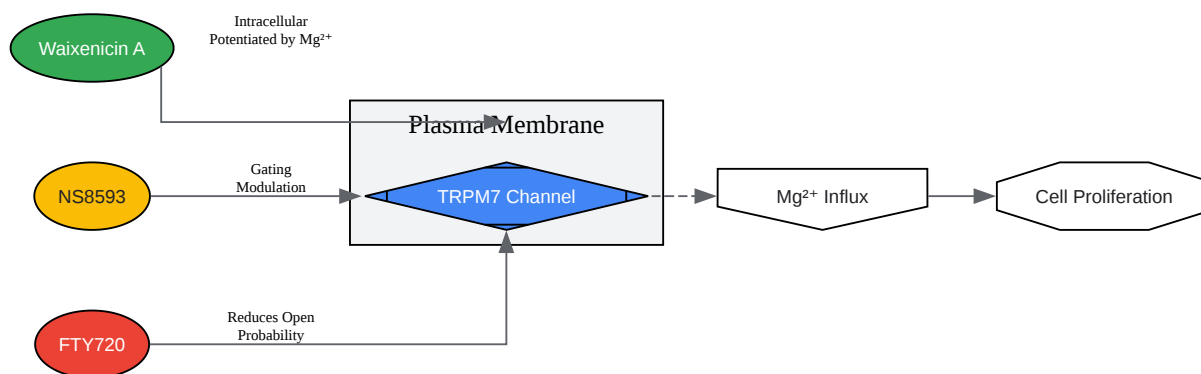 Intracellular
Potentiated by Mg²⁺
Waixenicin A
Plasma Membrane
Gating
Modulation
NS8593
TRPM7 Channel
Mg²⁺ Influx
Cell Proliferation
Reduces Open
Probability
FTY720